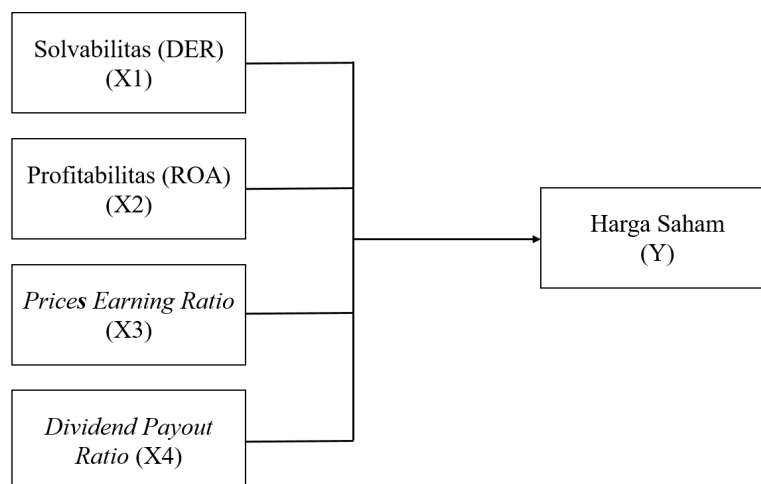 Solvabilitas (DER)
(X1)
Profitabilitas (ROA)
(X2)
Prices Earning Ratio
(X3)
Dividend Payout
Ratio (X4)
Harga Saham
(Y)